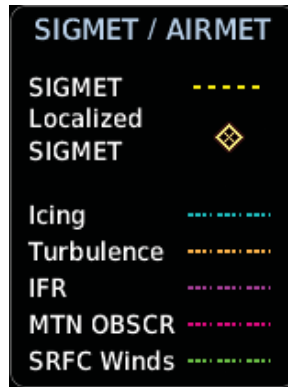 SIGMET / AIRMET
SIGMET
Localized
SIGMET
Icing
Turbulence
IFR
MTN OBSCR
SRFC Winds